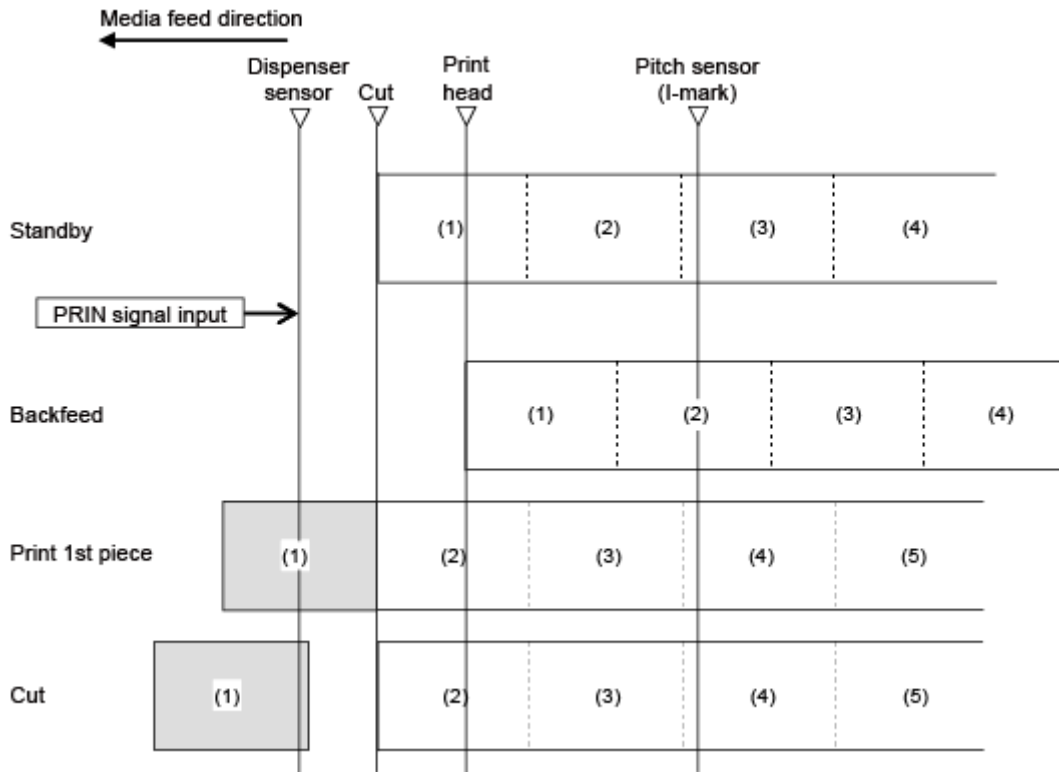 Media feed direction
Dispenser
sensor
Cut
Print
head
Pitch sensor
(I-mark)
Standby
(1)
(2)
(3)
(4)
PRIN signal input
Backfeed
(1)
(2)
(3)
(4)
Print 1st piece
(1)
(2)
(3)
(4)
(5)
Cut
(1)
(2)
(3)
(4)
(5)